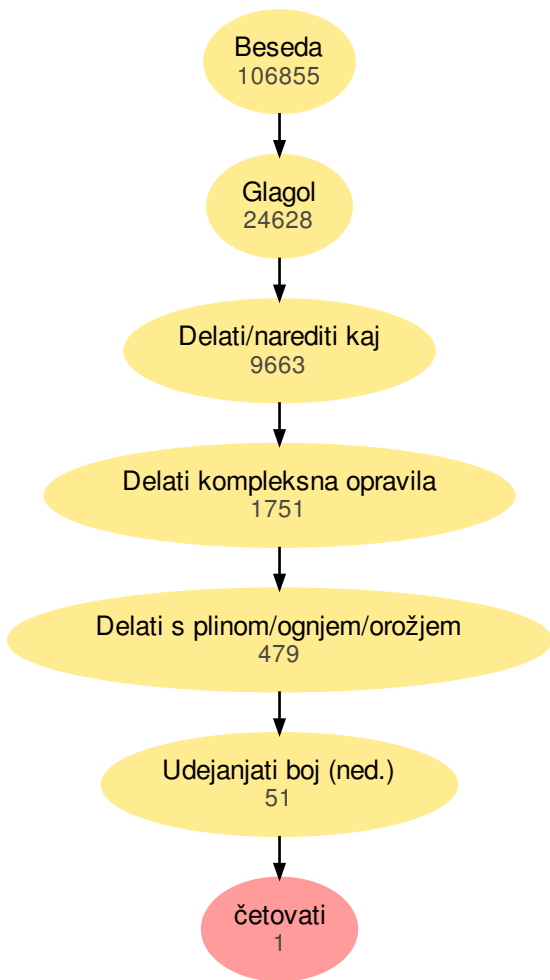 Beseda
106855
Glagol
24628
Delati/narediti kaj
9663
Delati kompleksna opravila
1751
Delati s plinom/ognjem/orožjem
479
Udejanjati boj (ned.)
51
četovati
1